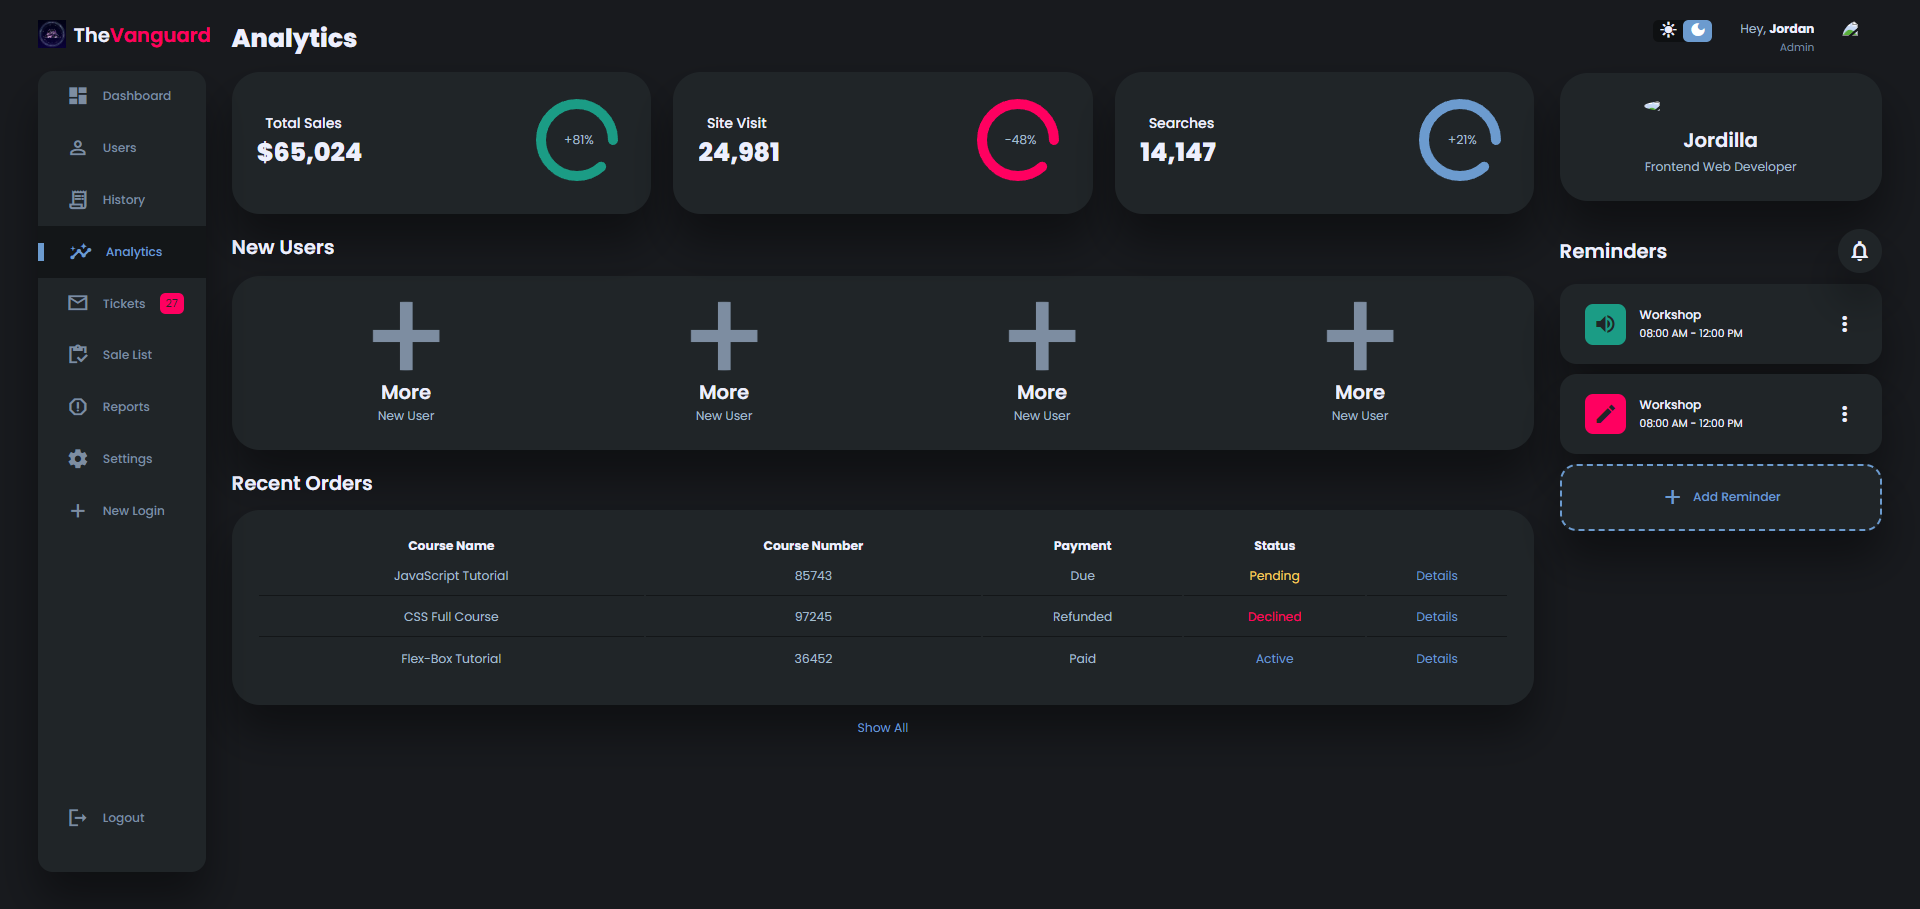 TheVanguard
Analytics
Hey, Jordan
Admin
Dashboard
Users
History
Analytics
Tickets 27
Sale List
Reports
Settings
New Login
Logout
Total Sales
$65,024
+81%
Site Visit
24,981
-48%
Searches
14,147
+21%
New Users
More
New User
More
New User
More
New User
More
New User
Recent Orders
Course Name Course Number Payment Status
JavaScript Tutorial 85743 Due Pending Details
CSS Full Course 97245 Refunded Declined Details
Flex-Box Tutorial 36452 Paid Active Details
Show All
Jordilla
Frontend Web Developer
Reminders
Workshop
08:00 AM - 12:00 PM
Workshop
08:00 AM - 12:00 PM
Add Reminder